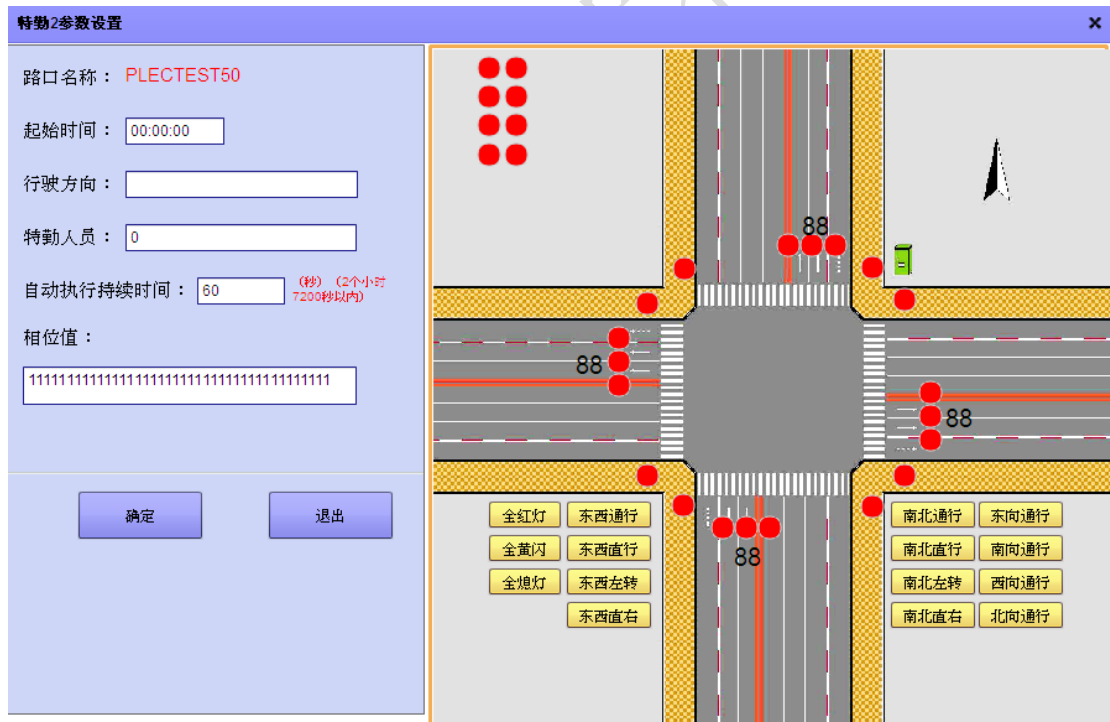 特勤2参数设置
路口名称： PLECTEST50
起始时间： 00:00:00
行驶方向：
特勤人员： 0
自动执行持续时间： 60 (秒) (2个小时
7200秒以内)
相位值：
1111111111111111111111111111111111111111
确定 退出
88
88
88
88
全红灯 东西通行
全黄闪 东西直行
全熄灯 东西左转
东西直右
南北通行 东向通行
南北直行 南向通行
南北左转 西向通行
南北直右 北向通行